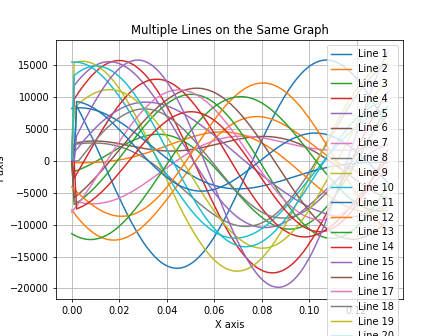 Multiple Lines on the Same Graph
15000
10000
5000
0
−5000
−10000
−15000
−20000
0.00
0.02
0.04
0.06
0.08
0.10
X axis
Line 1
Line 2
Line 3
Line 4
Line 5
Line 6
Line 7
Line 8
Line 9
Line 10
Line 11
Line 12
Line 13
Line 14
Line 15
Line 16
Line 17
Line 18
Line 19
Line 20